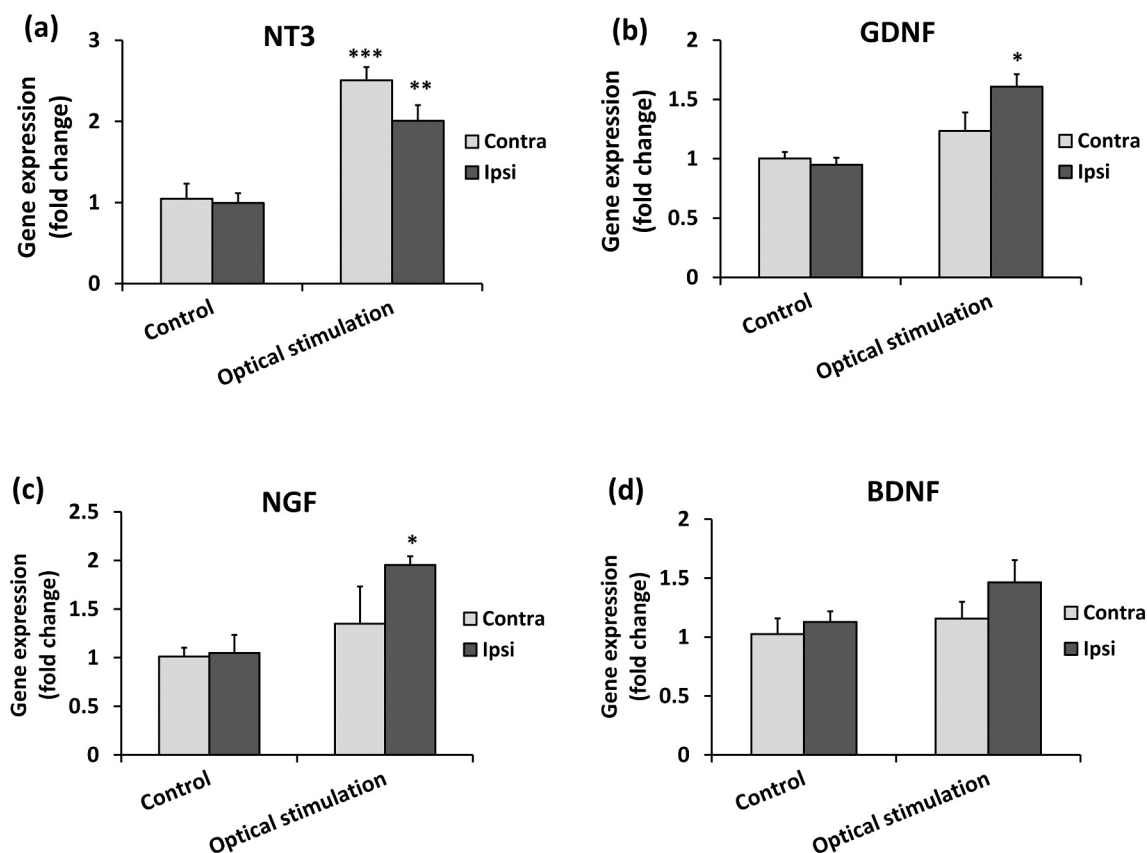 (a)
NT3
Gene expression
(fold change)
3
2
1
0
***
**
Contra
Ipsi
Control
Optical stimulation
(b)
GDNF
Gene expression
(fold change)
2
1.5
1
0.5
0
*
Contra
Ipsi
Control
Optical stimulation
(c)
NGF
Gene expression
(fold change)
2.5
2
1.5
1
0.5
0
*
Contra
Ipsi
Control
Optical stimulation
(d)
BDNF
Gene expression
(fold change)
2
1.5
1
0.5
0
Contra
Ipsi
Control
Optical stimulation